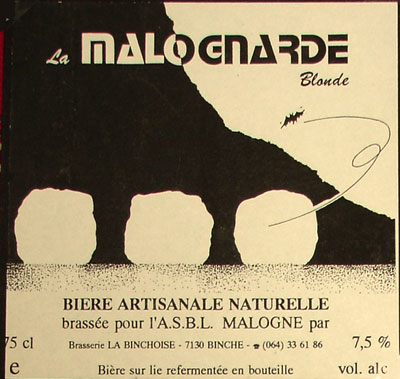 La MALOGNARDE
Blonde
BIERE ARTISANALE NATURELLE
brassée pour l'A.S.B.L. MALOGNE par
75 cl
Brasserie LA BINCHOISE - 7130 BINCHE - ☎ (064) 33 61 86
7,5 %
e
Bière sur lie refermentée en bouteille
vol. alc